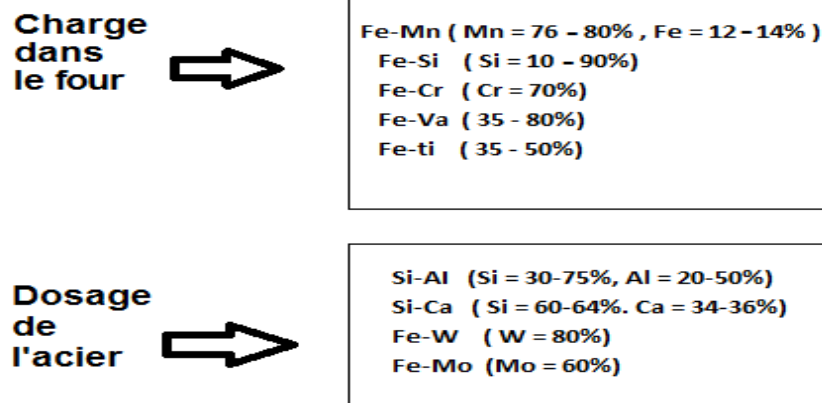 Charge
dans
le four
Fe-Mn ( Mn = 76 – 80% , Fe = 12 – 14% )
Fe-Si ( Si = 10 – 90%)
Fe-Cr ( Cr = 70%)
Fe-Va ( 35 - 80%)
Fe-ti ( 35 - 50%)
Dosage
de
l'acier
Si-Al (Si = 30-75%, Al = 20-50%)
Si-Ca ( Si = 60-64%. Ca = 34-36%)
Fe-W ( W = 80%)
Fe-Mo (Mo = 60%)